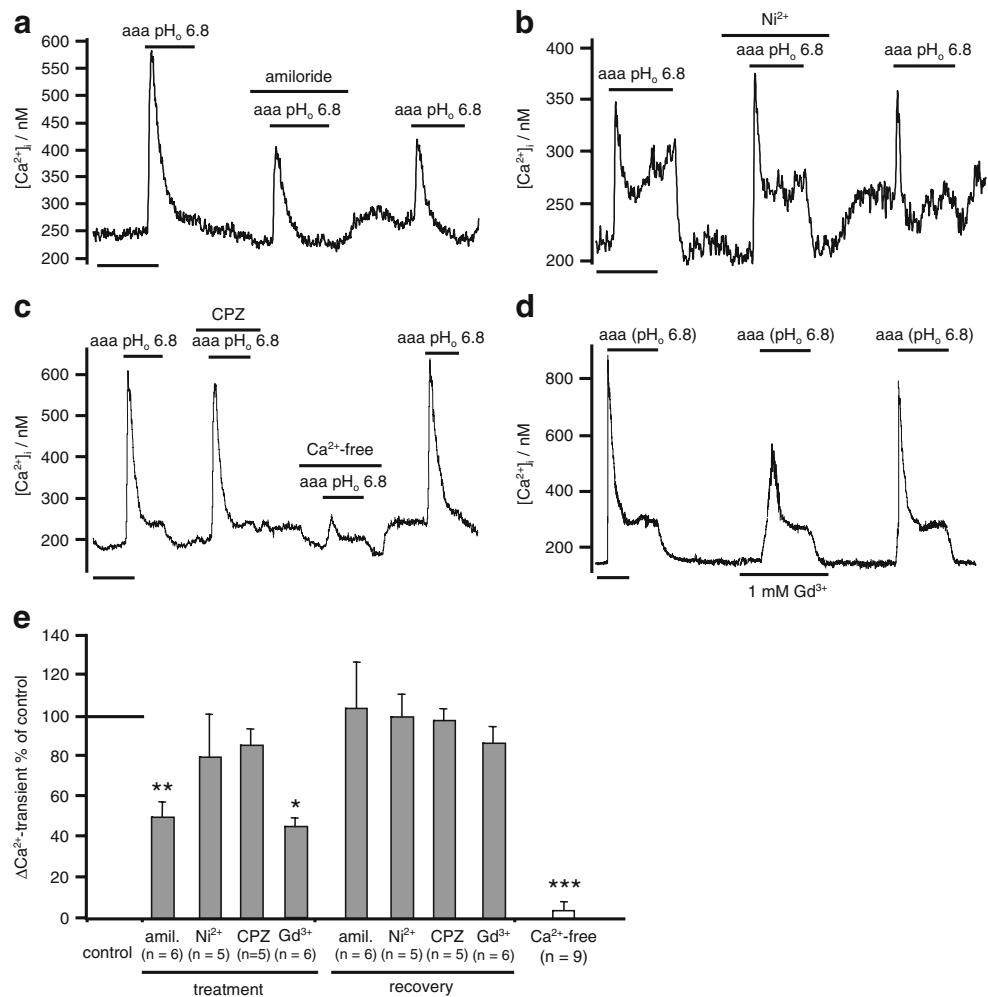 a
aaa pHₒ 6.8
amiloride
aaa pHₒ 6.8
aaa pHₒ 6.8
[Ca²⁺]ᵢ / nM
600
550
500
450
400
350
300
250
200
b
Ni²⁺
aaa pHₒ 6.8
aaa pHₒ 6.8
aaa pHₒ 6.8
[Ca²⁺]ᵢ / nM
400
350
300
250
200
c
CPZ
aaa pHₒ 6.8
aaa pHₒ 6.8
aaa pHₒ 6.8
Ca²⁺-free
aaa pHₒ 6.8
[Ca²⁺]ᵢ / nM
600
500
400
300
200
d
aaa (pHₒ 6.8)
aaa (pHₒ 6.8)
aaa (pHₒ 6.8)
[Ca²⁺]ᵢ / nM
800
600
400
200
1 mM Gd³⁺
e
ΔCa²⁺-transient % of control
140
120
100
80
60
40
20
0
**
*
***
control
amil. Ni²⁺ CPZ Gd³⁺
(n = 6) (n = 5) (n=5) (n = 6)
treatment
amil. Ni²⁺ CPZ Gd³⁺
(n = 6) (n = 5) (n = 5) (n = 6)
recovery
Ca²⁺-free
(n = 9)